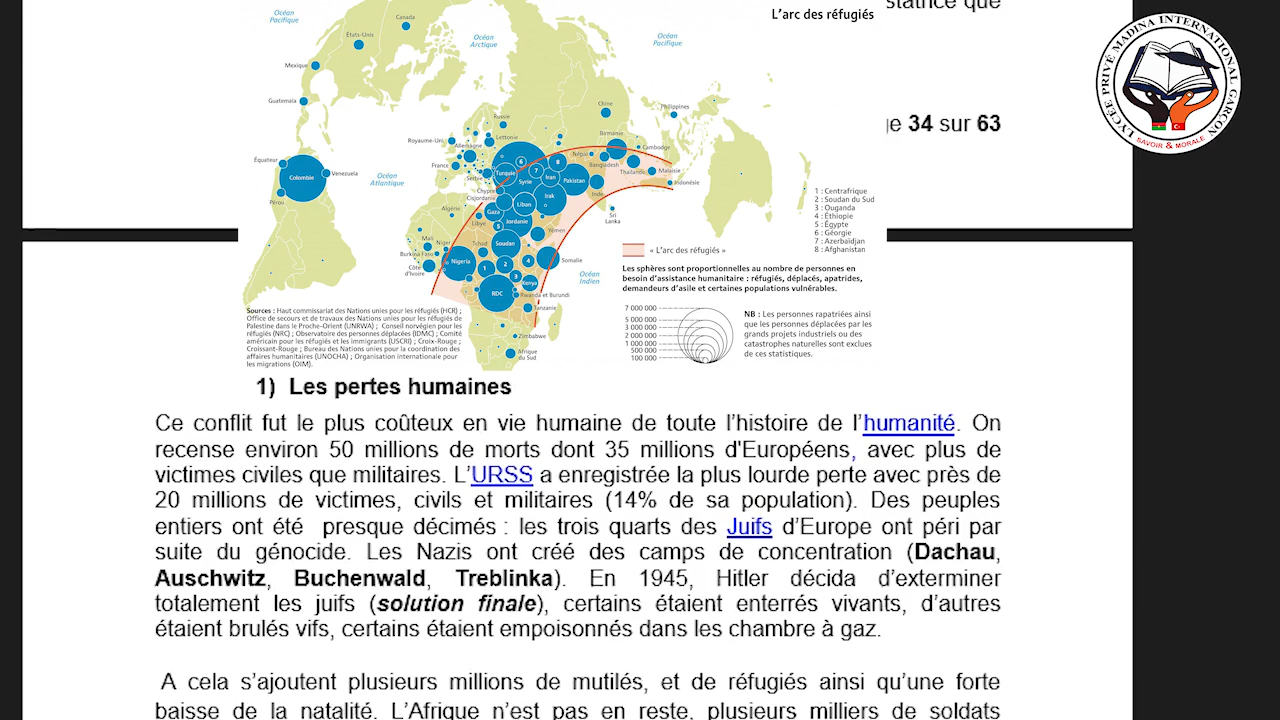 statrice que
ge 34 sur 63
LYCÉE PRIVÉ MADINA INTERNATIONAL GARÇON
SAVOIR & MORALE
L'arc des réfugiés
Océan
Pacifique
Canada
États-Unis
Océan
Arctique
Océan
Pacifique
Mexique
Guatemala
Chine
Philippines
Russie
Lettonie
Birmanie
Royaume-Uni
Allemagne
Cambodge
Népal
Bangladesh
France
Thaïlande
Malaisie
Équateur
Venezuela
Colombie
Océan
Atlantique
Serbie
Turquie
Syrie
Iran
Pakistan
Inde
Indonésie
Pérou
Chypre
Cisjordanie
Irak
Liban
Algérie
Gaza
Libye
Jordanie
Sri
Lanka
Yémen
Mali
Niger
Tchad
Soudan
Burkina Faso
Côte
d'Ivoire
Nigeria
Somalie
Océan
Indien
Kenya
RDC
Rwanda et Burundi
Tanzanie
Zimbabwe
Afrique
du Sud
1 : Centrafrique
2 : Soudan du Sud
3 : Ouganda
4 : Éthiopie
5 : Égypte
6 : Géorgie
7 : Azerbaïdjan
8 : Afghanistan
« L'arc des réfugiés »
Les sphères sont proportionnelles au nombre de personnes en
besoin d'assistance humanitaire : réfugiés, déplacés, apatrides,
demandeurs d'asile et certaines populations vulnérables.
7 000 000
5 000 000
3 000 000
2 000 000
1 000 000
500 000
100 000
NB : Les personnes rapatriées ainsi
que les personnes déplacées par les
grands projets industriels ou des
catastrophes naturelles sont exclues
de ces statistiques.
Sources : Haut commissariat des Nations unies pour les réfugiés (HCR) ;
Office de secours et de travaux des Nations unies pour les réfugiés de
Palestine dans le Proche-Orient (UNRWA) ; Conseil norvégien pour les
réfugiés (NRC) ; Observatoire des personnes déplacées (IDMC) ; Comité
américain pour les réfugiés et les immigrants (USCRI) ; Croix-Rouge ;
Croissant-Rouge ; Bureau des Nations unies pour la coordination des
affaires humanitaires (UNOCHA) ; Organisation internationale pour
les migrations (OIM).
1) Les pertes humaines
Ce conflit fut le plus coûteux en vie humaine de toute l'histoire de l'humanité. On
recense environ 50 millions de morts dont 35 millions d'Européens, avec plus de
victimes civiles que militaires. L'URSS a enregistrée la plus lourde perte avec près de
20 millions de victimes, civils et militaires (14% de sa population). Des peuples
entiers ont été presque décimés : les trois quarts des Juifs d'Europe ont péri par
suite du génocide. Les Nazis ont créé des camps de concentration (Dachau,
Auschwitz, Buchenwald, Treblinka). En 1945, Hitler décida d'exterminer
totalement les juifs (solution finale), certains étaient enterrés vivants, d'autres
étaient brulés vifs, certains étaient empoisonnés dans les chambre à gaz.
A cela s'ajoutent plusieurs millions de mutilés, et de réfugiés ainsi qu'une forte
baisse de la natalité. L'Afrique n'est pas en reste, plusieurs milliers de soldats